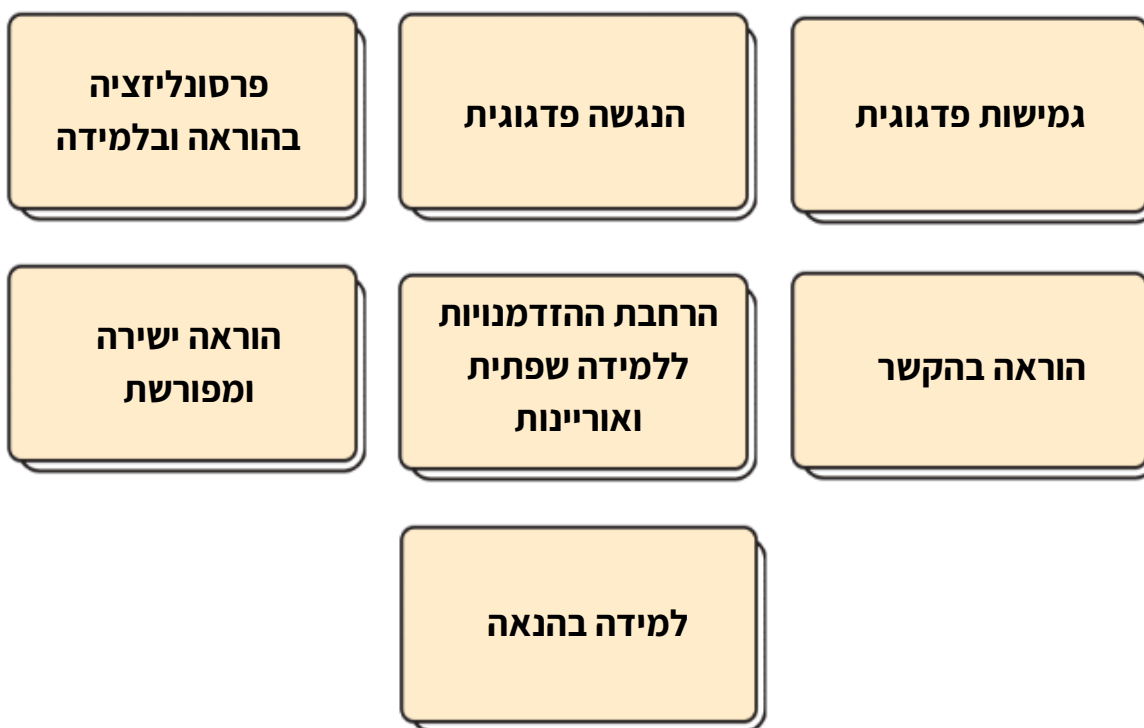 גמישות פדגוגית
הנגשה פדגוגית
פרסונליזציה
בהוראה ובלמידה
הוראה בהקשר
הרחבת ההזדמנויות
ללמידה שפתית
ואוריינות
הוראה ישירה
ומפורשת
למידה בהנאה